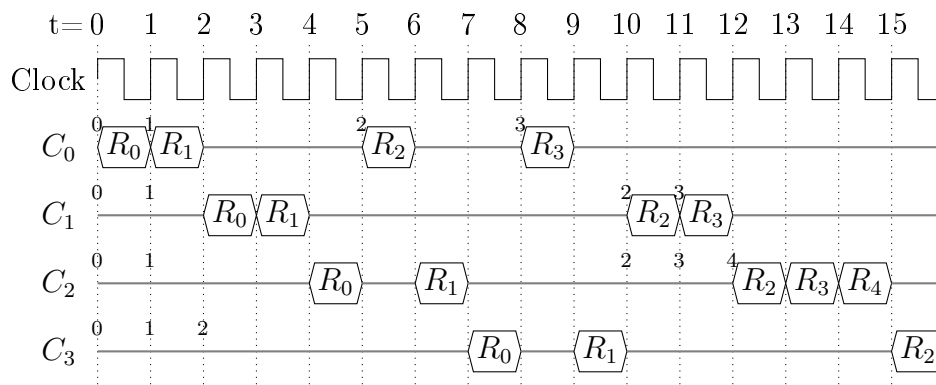 t= 0 1 2 3 4 5 6 7 8 9 10 11 12 13 14 15
Clock
0 1 2 3
C0 R0 R1 R2 R3
0 1 2 3
C1 R0 R1 R2 R3
0 1 2 3 4
C2 R0 R1 R2 R3 R4
0 1 2
C3 R0 R1 R2